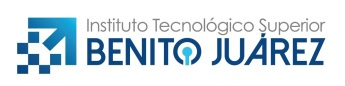 Instituto Tecnológico Superior
BENITO JUÁREZ